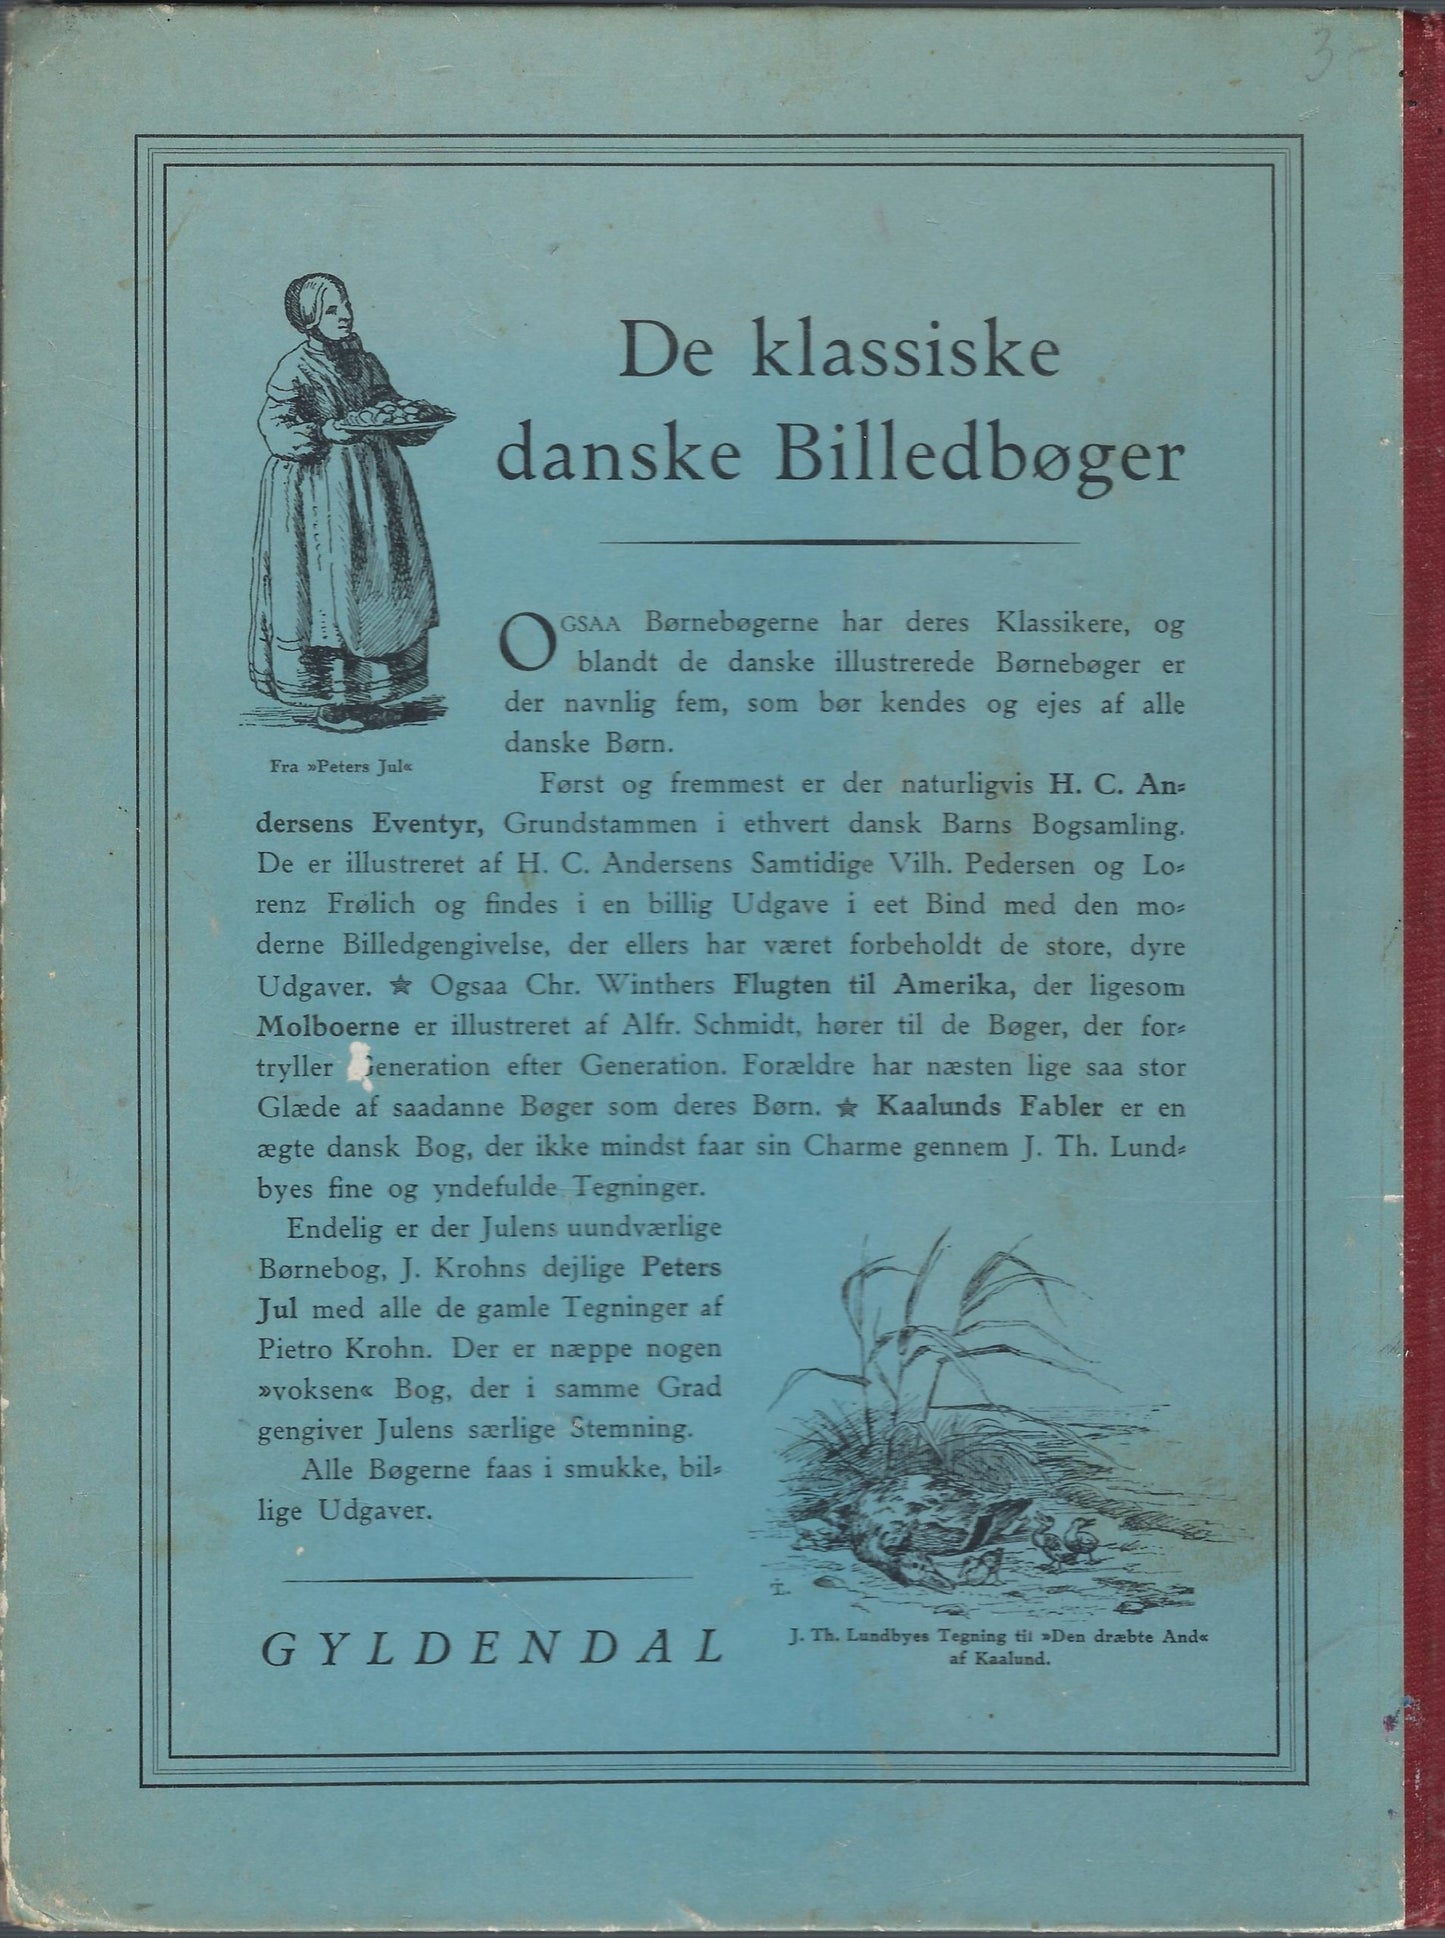 3-
De klassiske
danske Billedbøger
OGSAA Børnebøgerne har deres Klassikere, og
blandt de danske illustrerede Børnebøger er
der navnlig fem, som bør kendes og ejes af alle
danske Børn.
Fra »Peters Jul«
Først og fremmest er der naturligvis H. C. An-
dersens Eventyr, Grundstammen i ethvert dansk Barns Bogsamling.
De er illustreret af H. C. Andersens Samtidige Vilh. Pedersen og Lo-
renz Frølich og findes i en billig Udgave i eet Bind med den mo-
derne Billedgengivelse, der ellers har været forbeholdt de store, dyre
Udgaver. ★ Ogsaa Chr. Winthers Flugten til Amerika, der ligesom
Molboerne er illustreret af Alfr. Schmidt, hører til de Bøger, der for-
tryller Generation efter Generation. Forældre har næsten lige saa stor
Glæde af saadanne Bøger som deres Børn. ★ Kaalunds Fabler er en
ægte dansk Bog, der ikke mindst faar sin Charme gennem J. Th. Lund-
byes fine og yndefulde Tegninger.
Endelig er der Julens uundværlige
Børnebog, J. Krohns dejlige Peters
Jul med alle de gamle Tegninger af
Pietro Krohn. Der er næppe nogen
»voksen« Bog, der i samme Grad
gengiver Julens særlige Stemning.
Alle Bøgerne faas i smukke, bil-
lige Udgaver.
GYLDENDAL
J. Th. Lundbyes Tegning til »Den dræbte And«
af Kaalund.